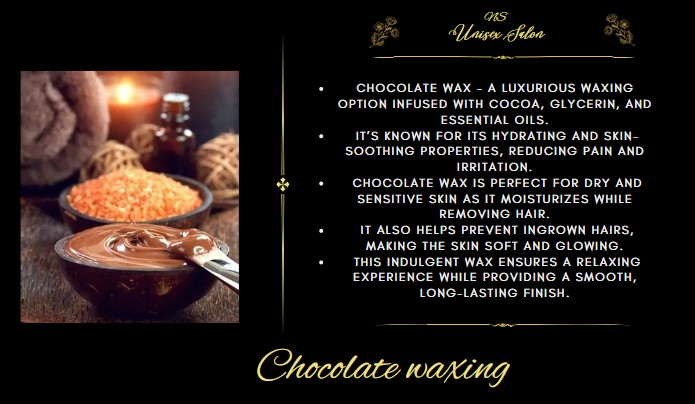 NS
Unisex Salon
• CHOCOLATE WAX - A LUXURIOUS WAXING
OPTION INFUSED WITH COCOA, GLYCERIN, AND
ESSENTIAL OILS.
• IT'S KNOWN FOR ITS HYDRATING AND SKIN-
SOOTHING PROPERTIES, REDUCING PAIN AND
IRRITATION.
• CHOCOLATE WAX IS PERFECT FOR DRY AND
SENSITIVE SKIN AS IT MOISTURIZES WHILE
REMOVING HAIR.
• IT ALSO HELPS PREVENT INGROWN HAIRS,
MAKING THE SKIN SOFT AND GLOWING.
• THIS INDULGENT WAX ENSURES A RELAXING
EXPERIENCE WHILE PROVIDING A SMOOTH,
LONG-LASTING FINISH.
Chocolate waxing